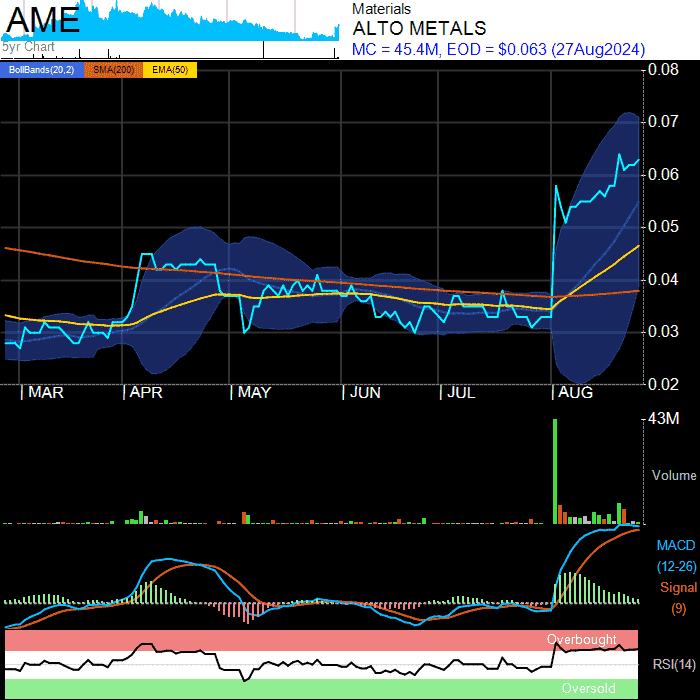 AME
5yr Chart
Materials
ALTO METALS
MC = 45.4M, EOD = $0.063 (27Aug2024)
BollBands(20,2) SMA(200) EMA(50)
0.08
0.07
0.06
0.05
0.04
0.03
0.02
MAR APR MAY JUN JUL AUG
43M
Volume
MACD
(12-26)
Signal
(9)
Overbought
RSI(14)
Oversold